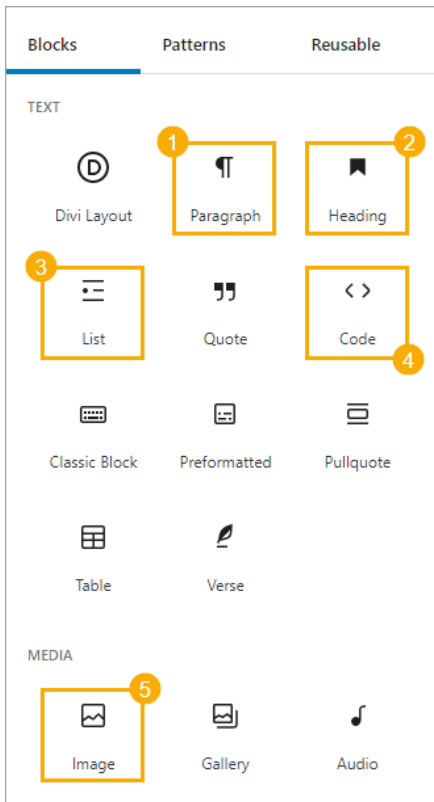 Blocks Patterns Reusable
TEXT
1 2
Divi Layout Paragraph Heading
3
List Quote Code
4
Classic Block Preformatted Pullquote
Table Verse
MEDIA
5
Image Gallery Audio